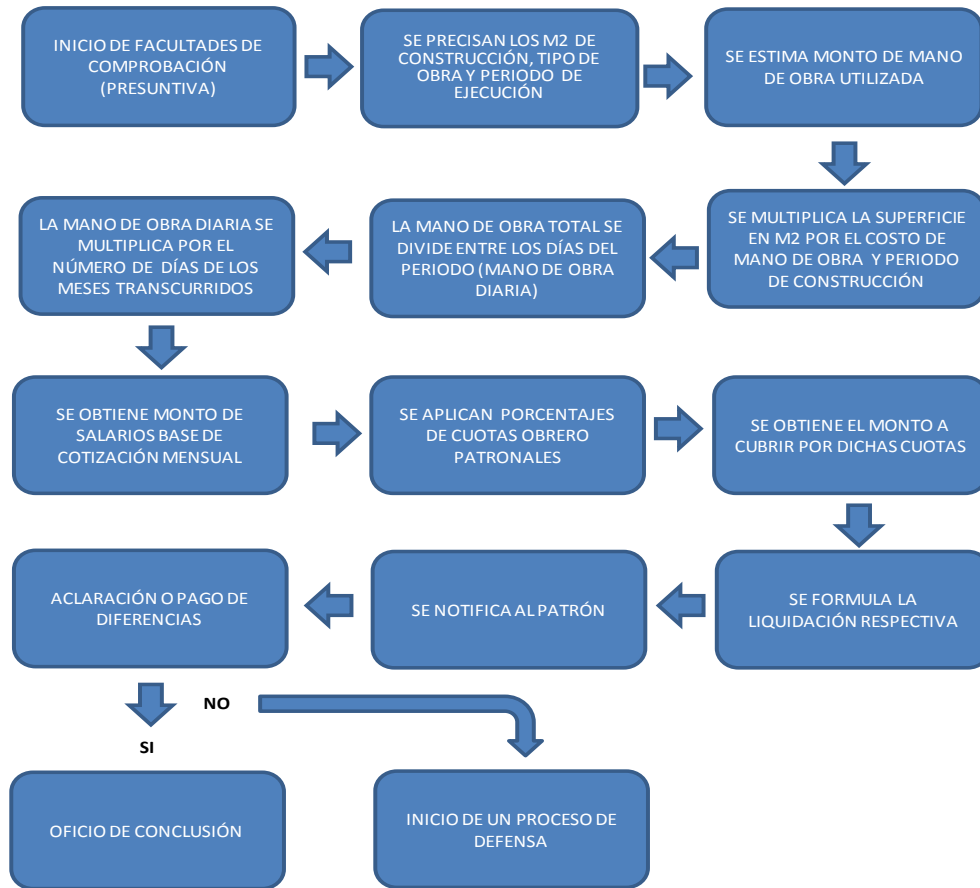 INICIO DE FACULTADES DE
COMPROBACIÓN
(PRESUNTIVA)
SE PRECISAN LOS M2 DE
CONSTRUCCIÓN, TIPO DE
OBRA Y PERIODO DE
EJECUCIÓN
SE ESTIMA MONTO DE MANO
DE OBRA UTILIZADA
SE MULTIPLICA LA SUPERFICIE
EN M2 POR EL COSTO DE
MANO DE OBRA Y PERIODO
DE CONSTRUCCIÓN
LA MANO DE OBRA TOTAL SE
DIVIDE ENTRE LOS DÍAS DEL
PERIODO (MANO DE OBRA
DIARIA)
LA MANO DE OBRA DIARIA SE
MULTIPLICA POR EL
NÚMERO DE DÍAS DE LOS
MESES TRANSCURRIDOS
SE OBTIENE MONTO DE
SALARIOS BASE DE
COTIZACIÓN MENSUAL
SE APLICAN PORCENTAJES
DE CUOTAS OBRERO
PATRONALES
SE OBTIENE EL MONTO A
CUBRIR POR DICHAS CUOTAS
SE FORMULA LA
LIQUIDACIÓN RESPECTIVA
SE NOTIFICA AL PATRÓN
ACLARACIÓN O PAGO DE
DIFERENCIAS
NO
SI
OFICIO DE CONCLUSIÓN
INICIO DE UN PROCESO DE
DEFENSA